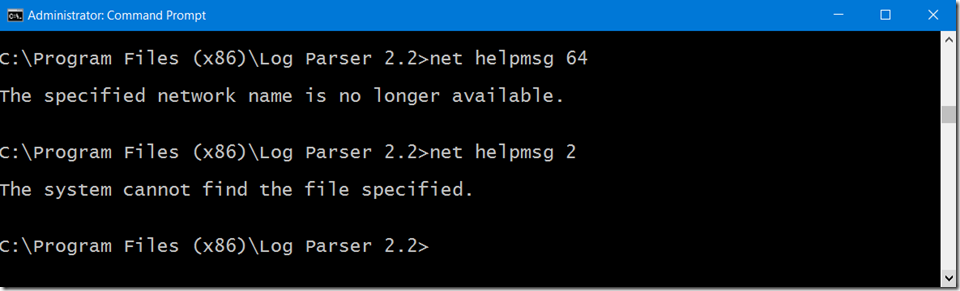 Administrator: Command Prompt
C:\Program Files (x86)\Log Parser 2.2>net helpmsg 64
The specified network name is no longer available.
C:\Program Files (x86)\Log Parser 2.2>net helpmsg 2
The system cannot find the file specified.
C:\Program Files (x86)\Log Parser 2.2>